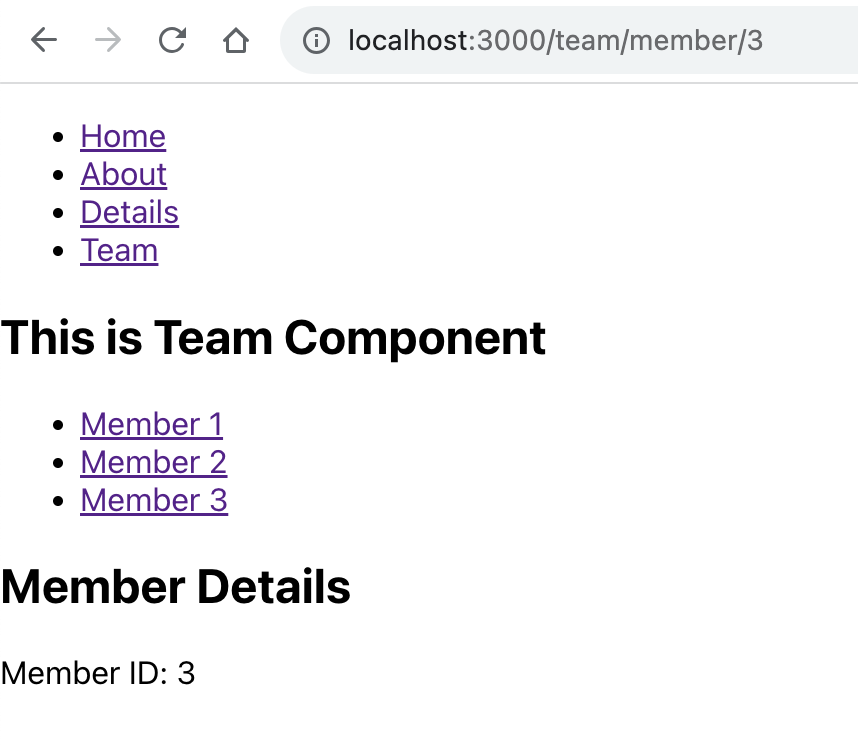 localhost:3000/team/member/3
Home
About
Details
Team
This is Team Component
Member 1
Member 2
Member 3
Member Details
Member ID: 3